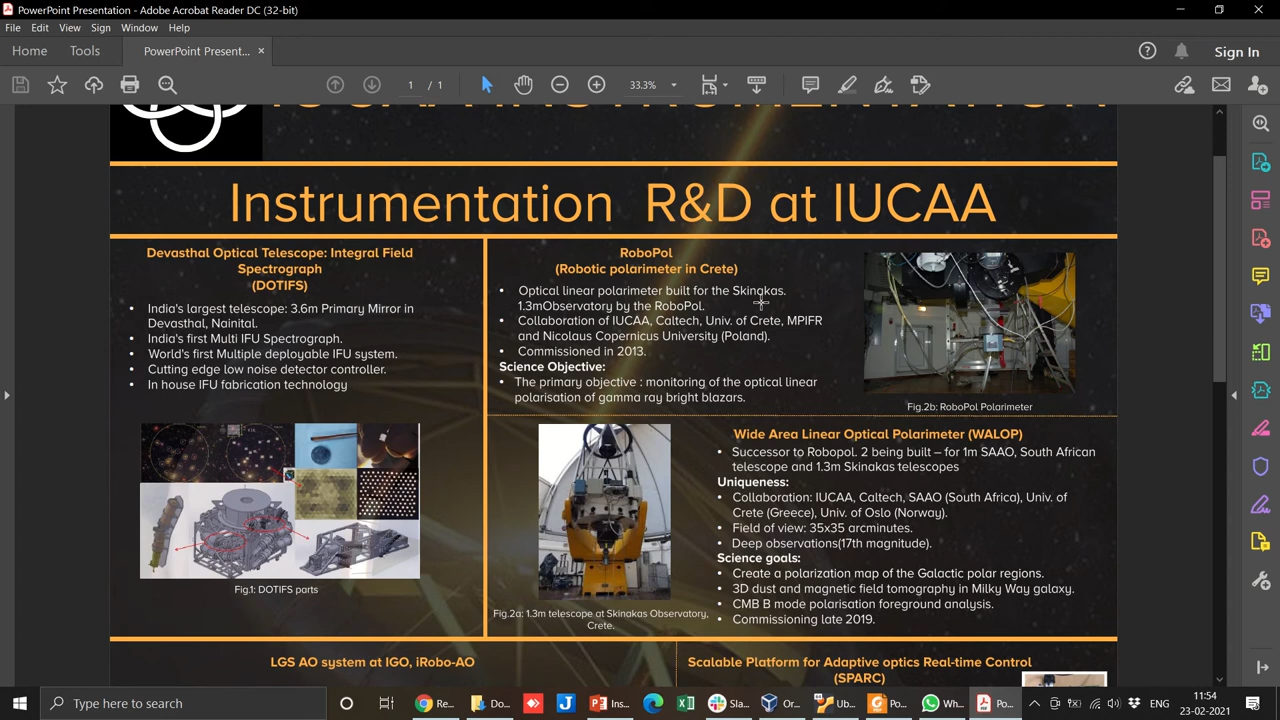 PowerPoint Presentation - Adobe Acrobat Reader DC (32-bit)
File Edit View Sign Window Help
Home Tools PowerPoint Present... × Sign In
1 / 1 33.3%
IUCAA INSTRUMENTATION
Instrumentation R&D at IUCAA
Devasthal Optical Telescope: Integral Field
Spectrograph
(DOTIFS)
• India's largest telescope: 3.6m Primary Mirror in
Devasthal, Nainital.
• India's first Multi IFU Spectrograph.
• World's first Multiple deployable IFU system.
• Cutting edge low noise detector controller.
• In house IFU fabrication technology
Fig.1: DOTIFS parts
RoboPol
(Robotic polarimeter in Crete)
• Optical linear polarimeter built for the Skinakas.
1.3mObservatory by the RoboPol.
• Collaboration of IUCAA, Caltech, Univ. of Crete, MPIFR
and Nicolaus Copernicus University (Poland).
• Commissioned in 2013.
Science Objective:
• The primary objective : monitoring of the optical linear
polarisation of gamma ray bright blazars.
Fig.2b: RoboPol Polarimeter
Fig.2a: 1.3m telescope at Skinakas Observatory,
Crete.
Wide Area Linear Optical Polarimeter (WALOP)
• Successor to Robopol. 2 being built – for 1m SAAO, South African
telescope and 1.3m Skinakas telescopes
Uniqueness:
• Collaboration: IUCAA, Caltech, SAAO (South Africa), Univ. of
Crete (Greece), Univ. of Oslo (Norway).
• Field of view: 35x35 arcminutes.
• Deep observations(17th magnitude).
Science goals:
• Create a polarization map of the Galactic polar regions.
• 3D dust and magnetic field tomography in Milky Way galaxy.
• CMB B mode polarisation foreground analysis.
• Commissioning late 2019.
LGS AO system at IGO, iRobo-AO
Scalable Platform for Adaptive optics Real-time Control
(SPARC)
Type here to search
Re... Do... Ins... Sla... Or... Ub... Po... Wh... Po...
ENG
11:54
23-02-2021